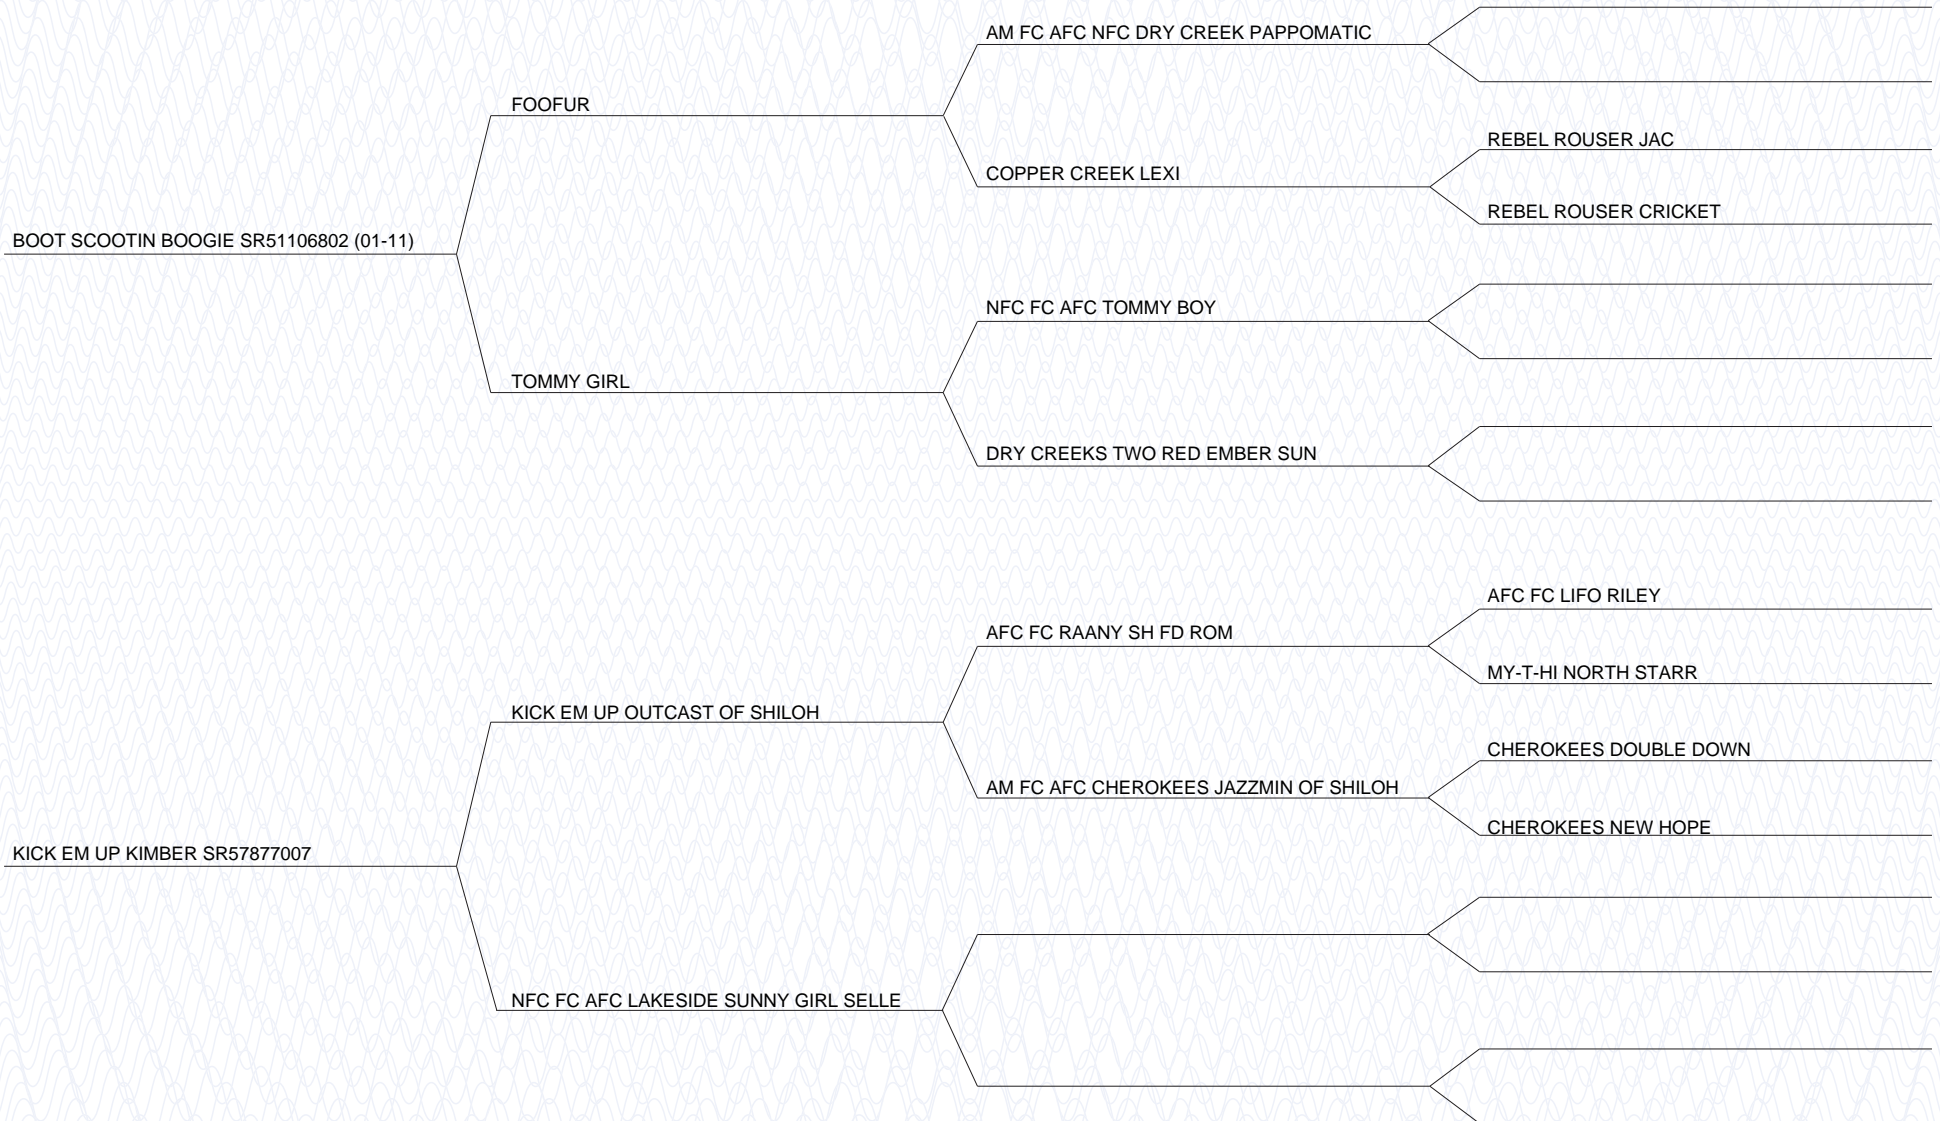 AM FC AFC NFC DRY CREEK PAPPOMATIC
FOOFUR
REBEL ROUSER JAC
COPPER CREEK LEXI
REBEL ROUSER CRICKET
BOOT SCOOTIN BOOGIE SR51106802 (01-11)
NFC FC AFC TOMMY BOY
TOMMY GIRL
DRY CREEKS TWO RED EMBER SUN
AFC FC LIFO RILEY
AFC FC RAANY SH FD ROM
MY-T-HI NORTH STARR
KICK EM UP OUTCAST OF SHILOH
CHEROKEES DOUBLE DOWN
AM FC AFC CHEROKEES JAZZMIN OF SHILOH
CHEROKEES NEW HOPE
KICK EM UP KIMBER SR57877007
NFC FC AFC LAKESIDE SUNNY GIRL SELLE